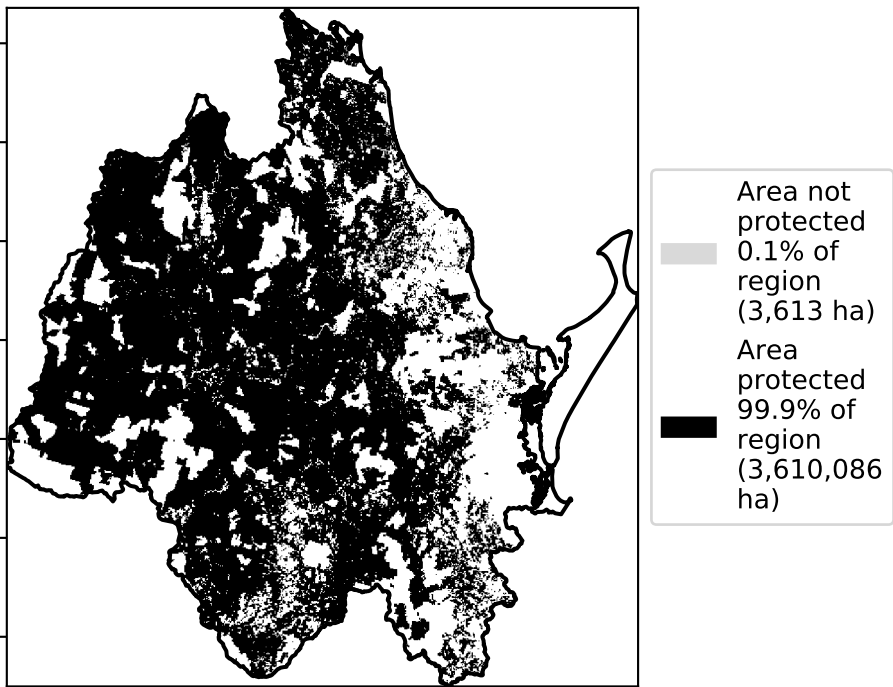 Area not
protected
0.1% of
region
(3,613 ha)
Area
protected
99.9% of
region
(3,610,086
ha)